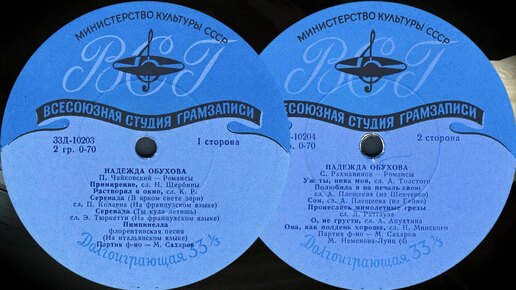 МИНИСТЕРСТВО КУЛЬТУРЫ СССР
ВСГ
ВСЕСОЮЗНАЯ СТУДИЯ ГРАМЗАПИСИ
33Д-10203
2 гр. 0-70
1 сторона
НАДЕЖДА ОБУХОВА
П. Чайковский — Романсы
Примирение, сл. Н. Щербины
Растворил я окно, сл. К. Р.
Серенада (В ярком свете зари)
сл. П. Коллена (На французском языке)
Серенада (Ты куда летишь)
сл. Э. Тюркетти (На французском языке)
Пимпинелла
флорентинская песня
(На итальянском языке)
Партия ф-но — М. Сахаров
Долгоиграющая 33⅓
МИНИСТЕРСТВО КУЛЬТУРЫ СССР
ВСГ
ВСЕСОЮЗНАЯ СТУДИЯ ГРАМЗАПИСИ
-10204
гр. 0-70
2 сторона
НАДЕЖДА ОБУХОВА
С. Рахманинов — Романсы
Уж ты, нива моя, сл. А. Толстого
Полюбила я на печаль свою
сл. А. Плещеева (из Шевченко)
Сон, сл. А. Плещеева (из Гейне)
Пронеслись мимолетные грезы
сл. Д. Ратгауза
О, не грусти, сл. А. Апухтина
Она, как полдень хороша, сл. Н. Минского
Партия ф-но — М. Сахаров
М. Неменова-Лунц (4)
Долгоиграющая 33⅓